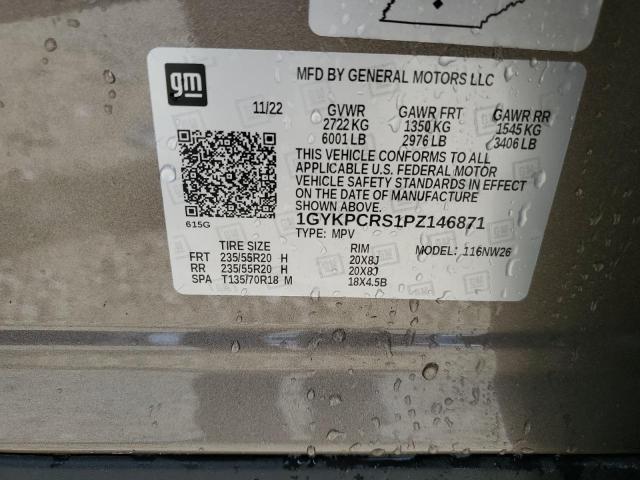 gm
MFD BY GENERAL MOTORS LLC
11/22 GVWR GAWR FRT GAWR RR
2722 KG 1350 KG 1545 KG
6001 LB 2976 LB 3406 LB
THIS VEHICLE CONFORMS TO ALL
APPLICABLE U.S. FEDERAL MOTOR
VEHICLE SAFETY STANDARDS IN EFFECT
ON THE DATE OF MANUFACTURE
SHOWN ABOVE.
615G 1GYKPCRS1PZ146871
TYPE: MPV MODEL: 116NW26
TIRE SIZE RIM
FRT 235/55R20 H 20X8J
RR 235/55R20 H 20X8J
SPA T135/70R18 M 18X4.5B